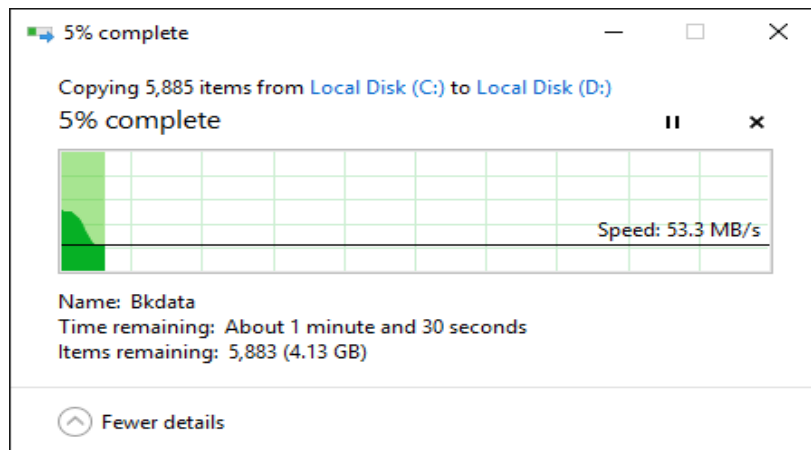 5% complete
Copying 5,885 items from Local Disk (C:) to Local Disk (D:)
5% complete
Speed: 53.3 MB/s
Name: Bkdata
Time remaining: About 1 minute and 30 seconds
Items remaining: 5,883 (4.13 GB)
Fewer details